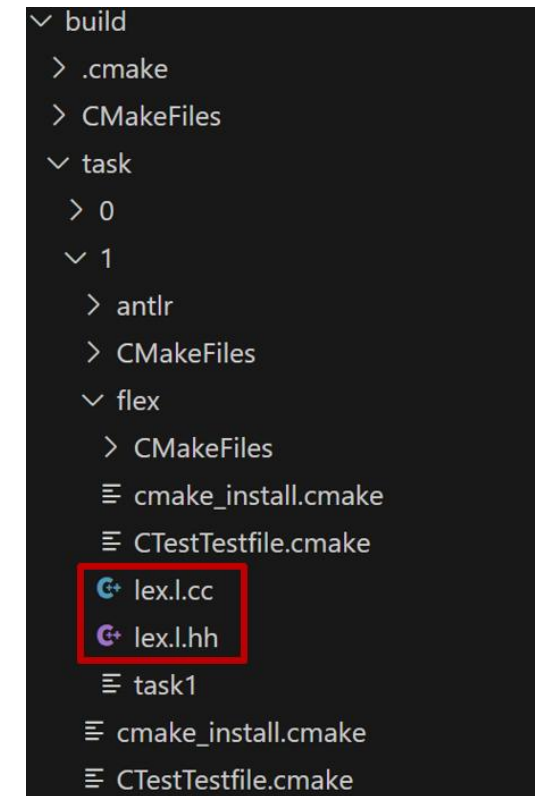 build
.cmake
CMakeFiles
task
0
1
antlr
CMakeFiles
flex
CMakeFiles
cmake_install.cmake
CTestTestfile.cmake
lex.l.cc
lex.l.hh
task1
cmake_install.cmake
CTestTestfile.cmake